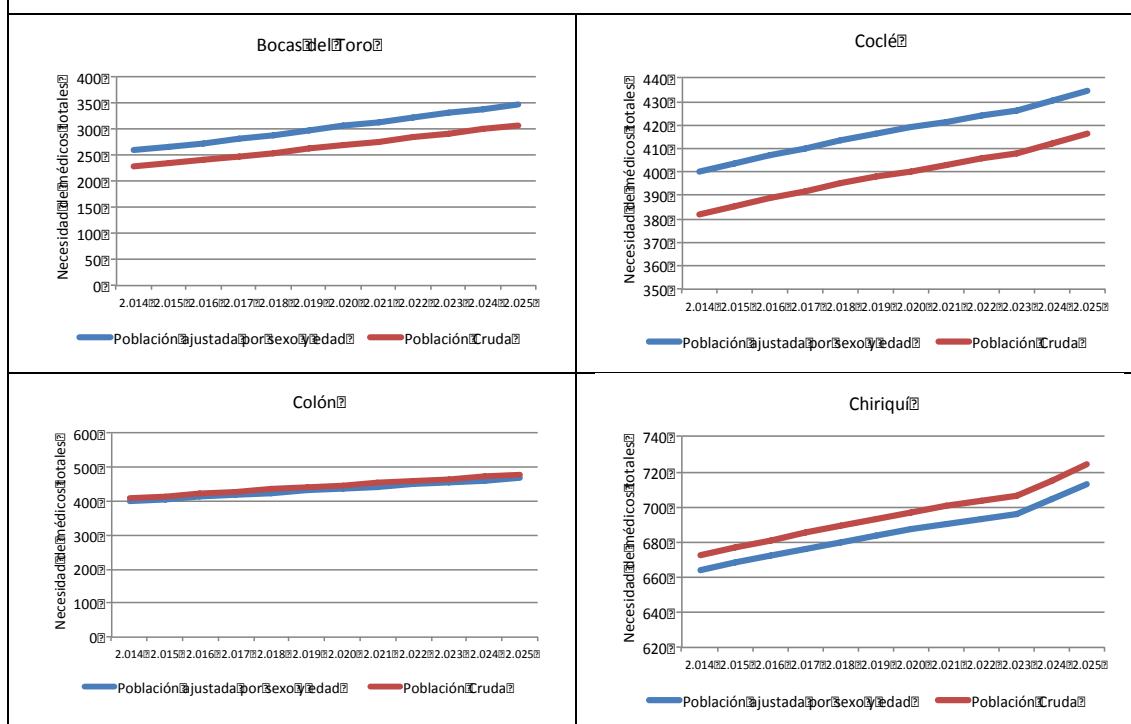 Bocas del Toro
Necesidad de médicos totales
400
350
300
250
200
150
100
50
0
2.014 2.015 2.016 2.017 2.018 2.019 2.020 2.021 2.022 2.023 2.024 2.025
Población ajustada por sexo y edad Población Cruda
Coclé
Necesidad de médicos totales
440
430
420
410
400
390
380
370
360
350
2.014 2.015 2.016 2.017 2.018 2.019 2.020 2.021 2.022 2.023 2.024 2.025
Población ajustada por sexo y edad Población Cruda
Colón
Necesidad de médicos totales
600
500
400
300
200
100
0
2.014 2.015 2.016 2.017 2.018 2.019 2.020 2.021 2.022 2.023 2.024 2.025
Población ajustada por sexo y edad Población Cruda
Chiriquí
Necesidad de médicos totales
740
720
700
680
660
640
620
2.014 2.015 2.016 2.017 2.018 2.019 2.020 2.021 2.022 2.023 2.024 2.025
Población ajustada por sexo y edad Población Cruda